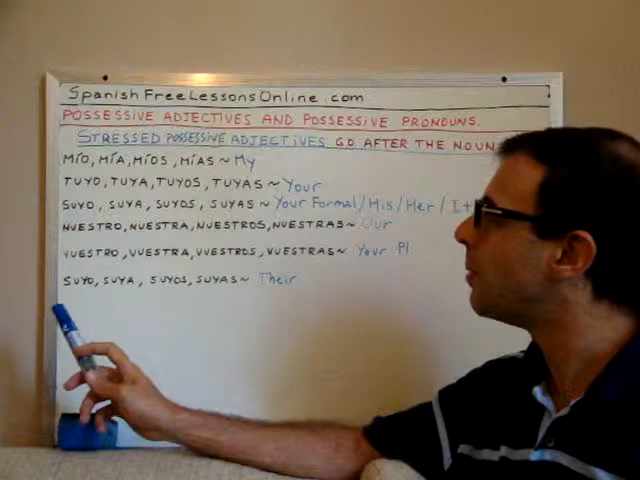 SpanishFreeLessonsOnline.com
POSSESSIVE ADJECTIVES AND POSSESSIVE PRONOUNS.
STRESSED POSSESSIVE ADJECTIVES GO AFTER THE NOUN
MÍO, MÍA, MÍOS, MÍAS ~ My
TUYO, TUYA, TUYOS, TUYAS ~ Your
SUYO, SUYA, SUYOS, SUYAS ~ Your Formal/His/Her/It
NUESTRO, NUESTRA, NUESTROS, NUESTRAS ~ Our
VUESTRO, VUESTRA, VUESTROS, VUESTRAS ~ Your Pl.
SUYO, SUYA, SUYOS, SUYAS ~ Their